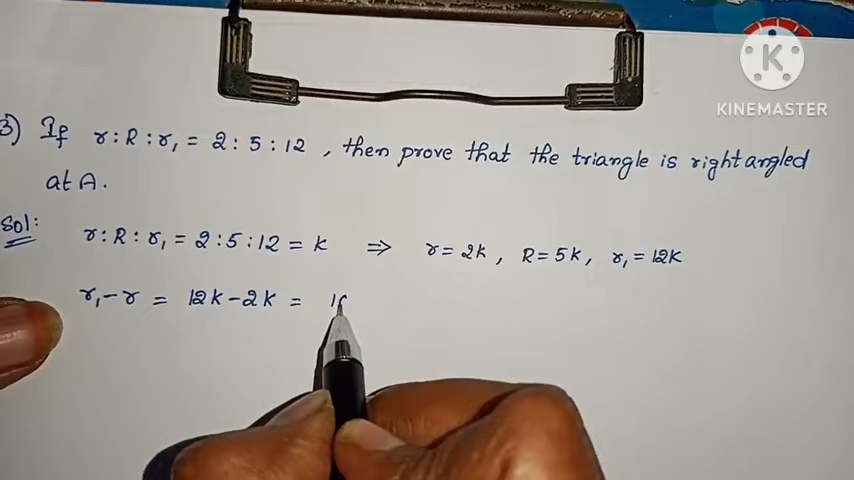 KINEMASTER
3) If r : R : r₁ = 2 : 5 : 12 , then prove that the triangle is right angled
at A.
Sol:
r : R : r₁ = 2 : 5 : 12 = K ⇒ r = 2K , R = 5K , r₁ = 12K
r₁ - r = 12K - 2K = 10